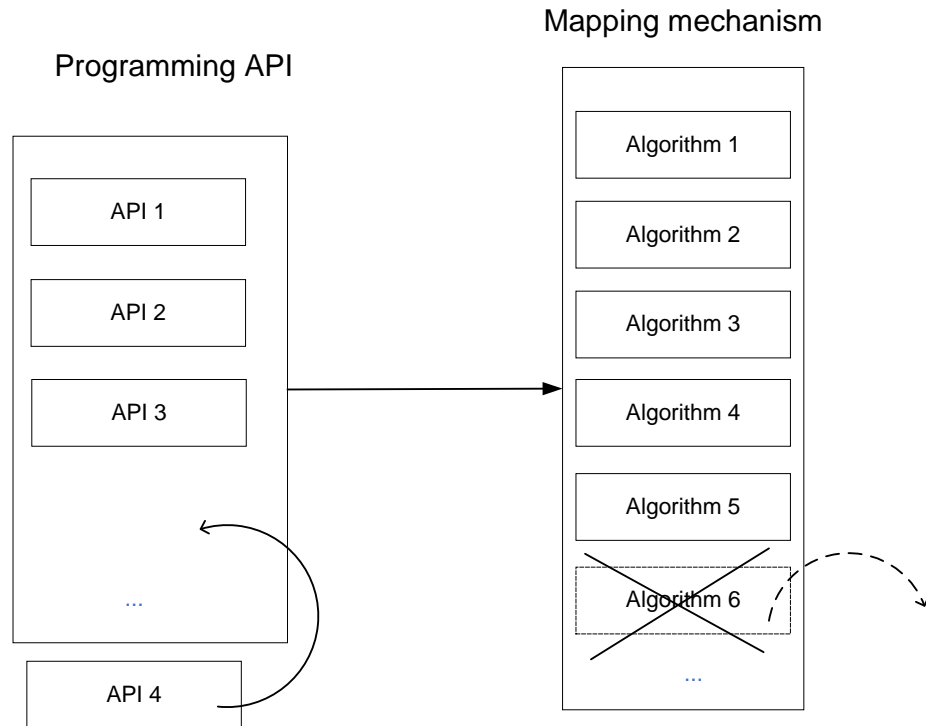 Programming API
API 1
API 2
API 3
...
API 4
Mapping mechanism
Algorithm 1
Algorithm 2
Algorithm 3
Algorithm 4
Algorithm 5
Algorithm 6
...